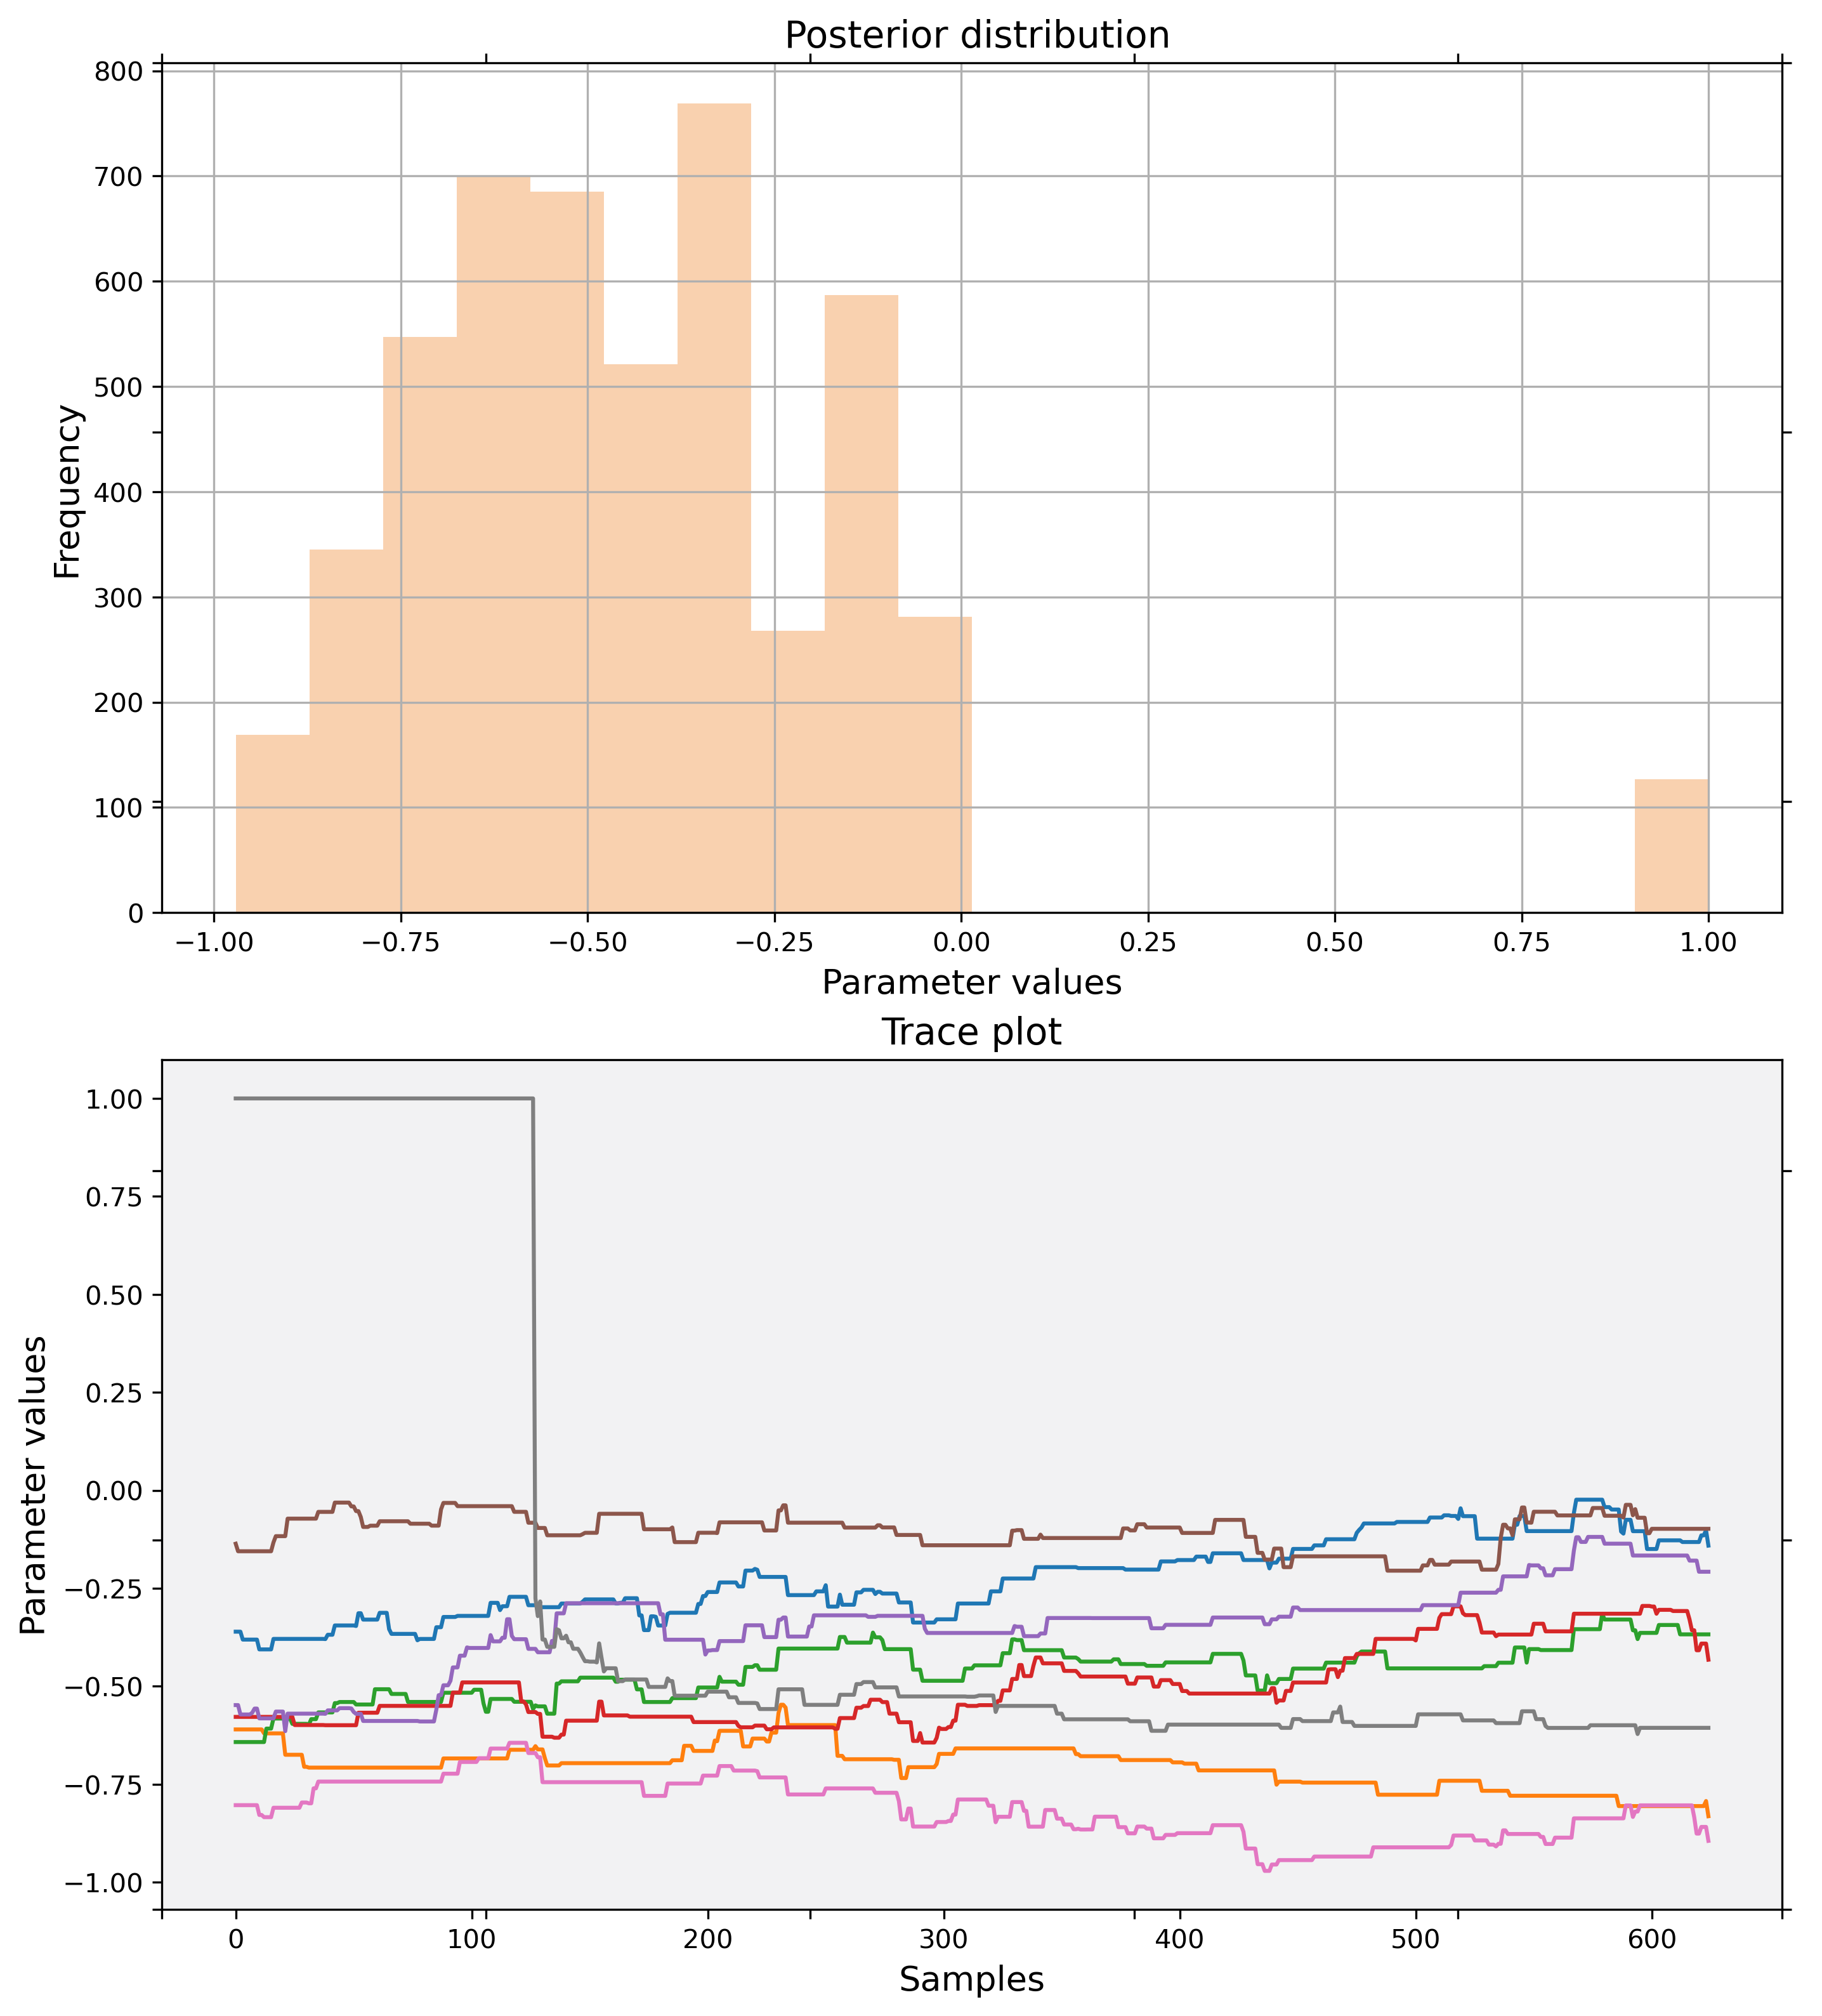 Posterior distribution
800
700
600
500
400
300
200
100
0
Frequency
−1.00 −0.75 −0.50 −0.25 0.00 0.25 0.50 0.75 1.00
Parameter values
Trace plot
1.00
0.75
0.50
0.25
0.00
−0.25
−0.50
−0.75
−1.00
Parameter values
0 100 200 300 400 500 600
Samples